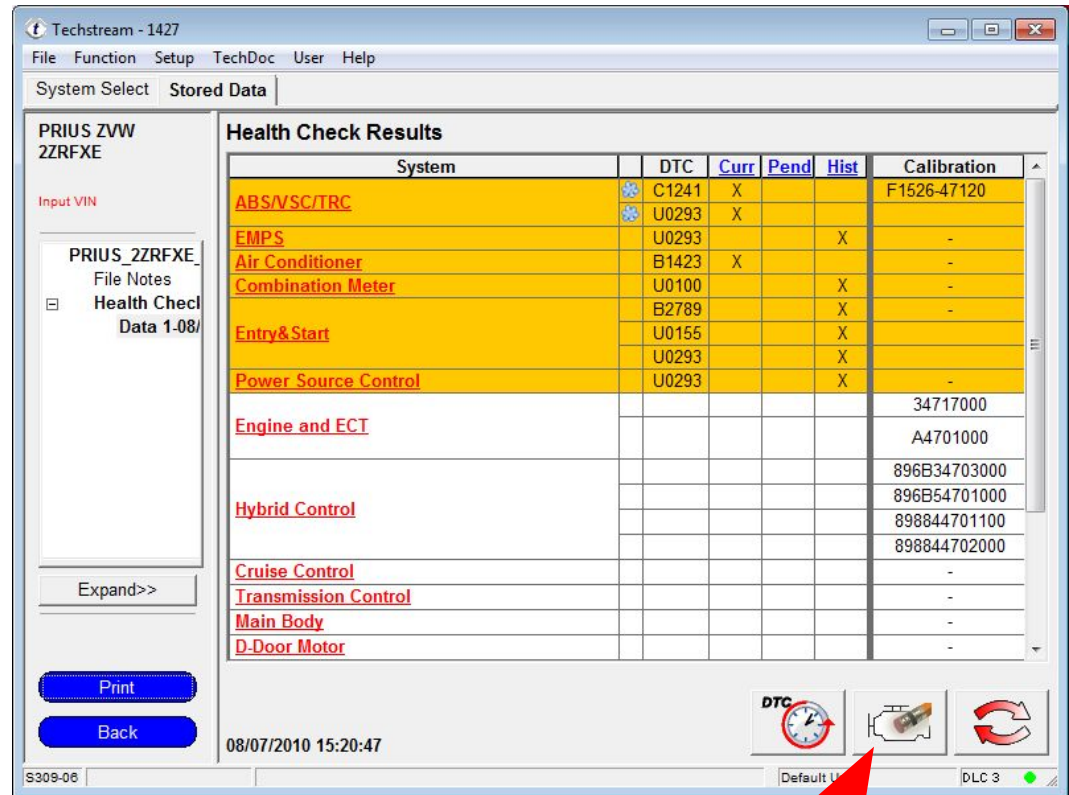 Techstream - 1427
File Function Setup TechDoc User Help
System Select Stored Data
PRIUS ZVW
2ZRFXE
Input VIN
PRIUS_2ZRFXE_
File Notes
Health Check
Data 1-08/
Expand>>
Print
Back
Health Check Results
System DTC Curr Pend Hist Calibration
ABS/VSC/TRC C1241 X F1526-47120
U0293 X
EMPS U0293 X -
Air Conditioner B1423 X -
Combination Meter U0100 X -
Entry&Start B2789 X -
U0155 X
U0293 X
Power Source Control U0293 X -
Engine and ECT 34717000
A4701000
Hybrid Control 896B34703000
896B54701000
898844701100
898844702000
Cruise Control -
Transmission Control -
Main Body -
D-Door Motor -
DTC
08/07/2010 15:20:47
S309-06 Default U DLC 3